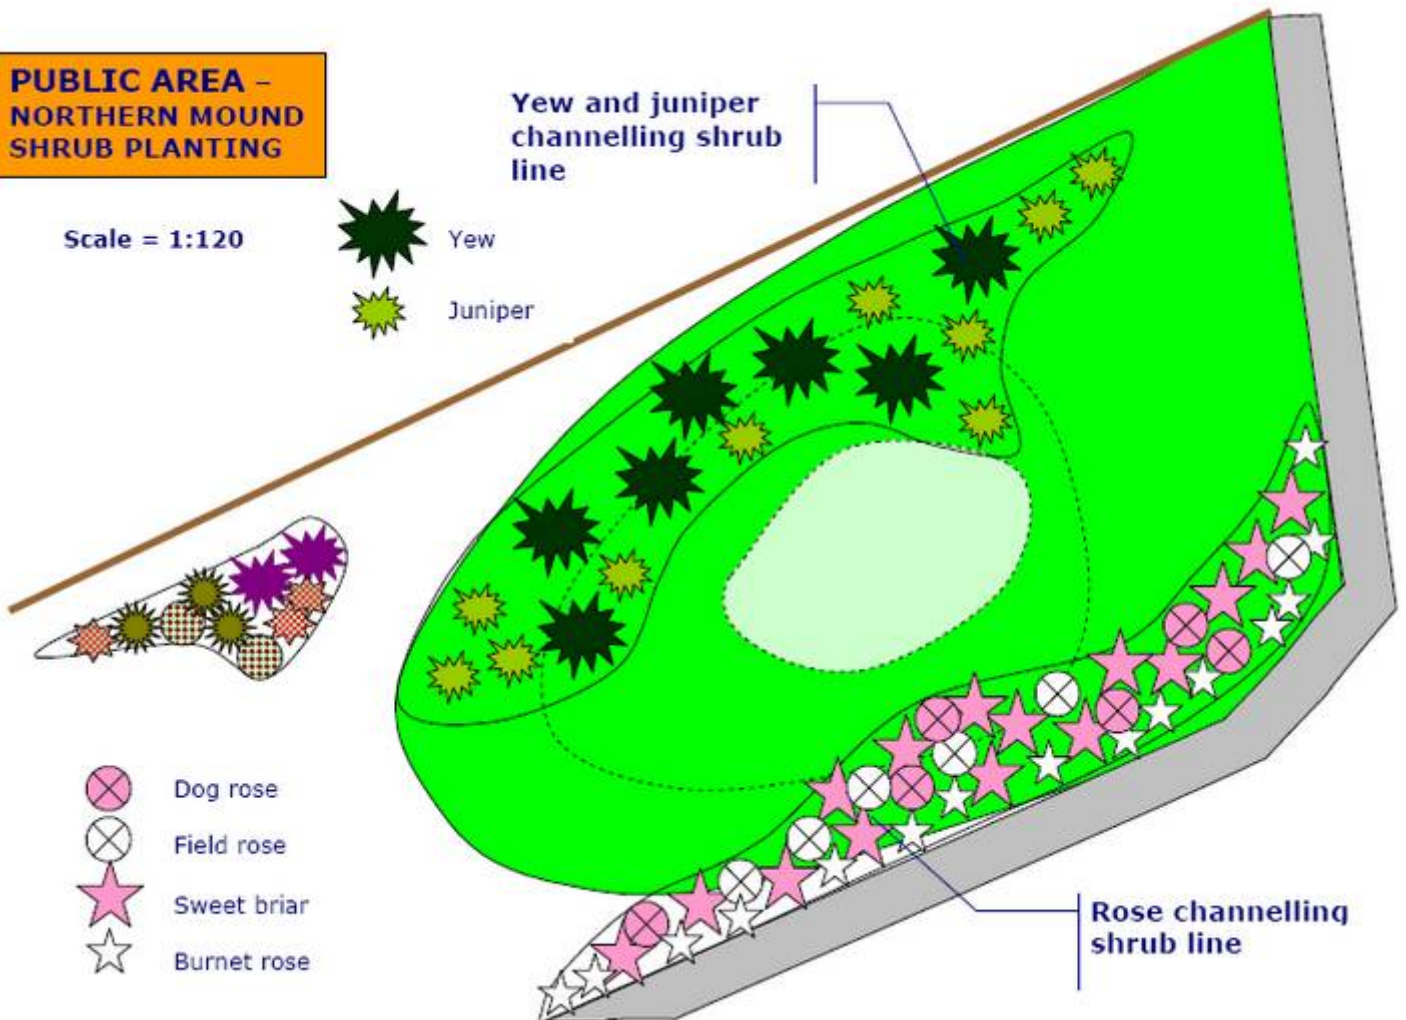 PUBLIC AREA –
NORTHERN MOUND
SHRUB PLANTING
Yew and juniper
channelling shrub
line
Scale = 1:120
Yew
Juniper
Dog rose
Field rose
Sweet briar
Burnet rose
Rose channelling
shrub line